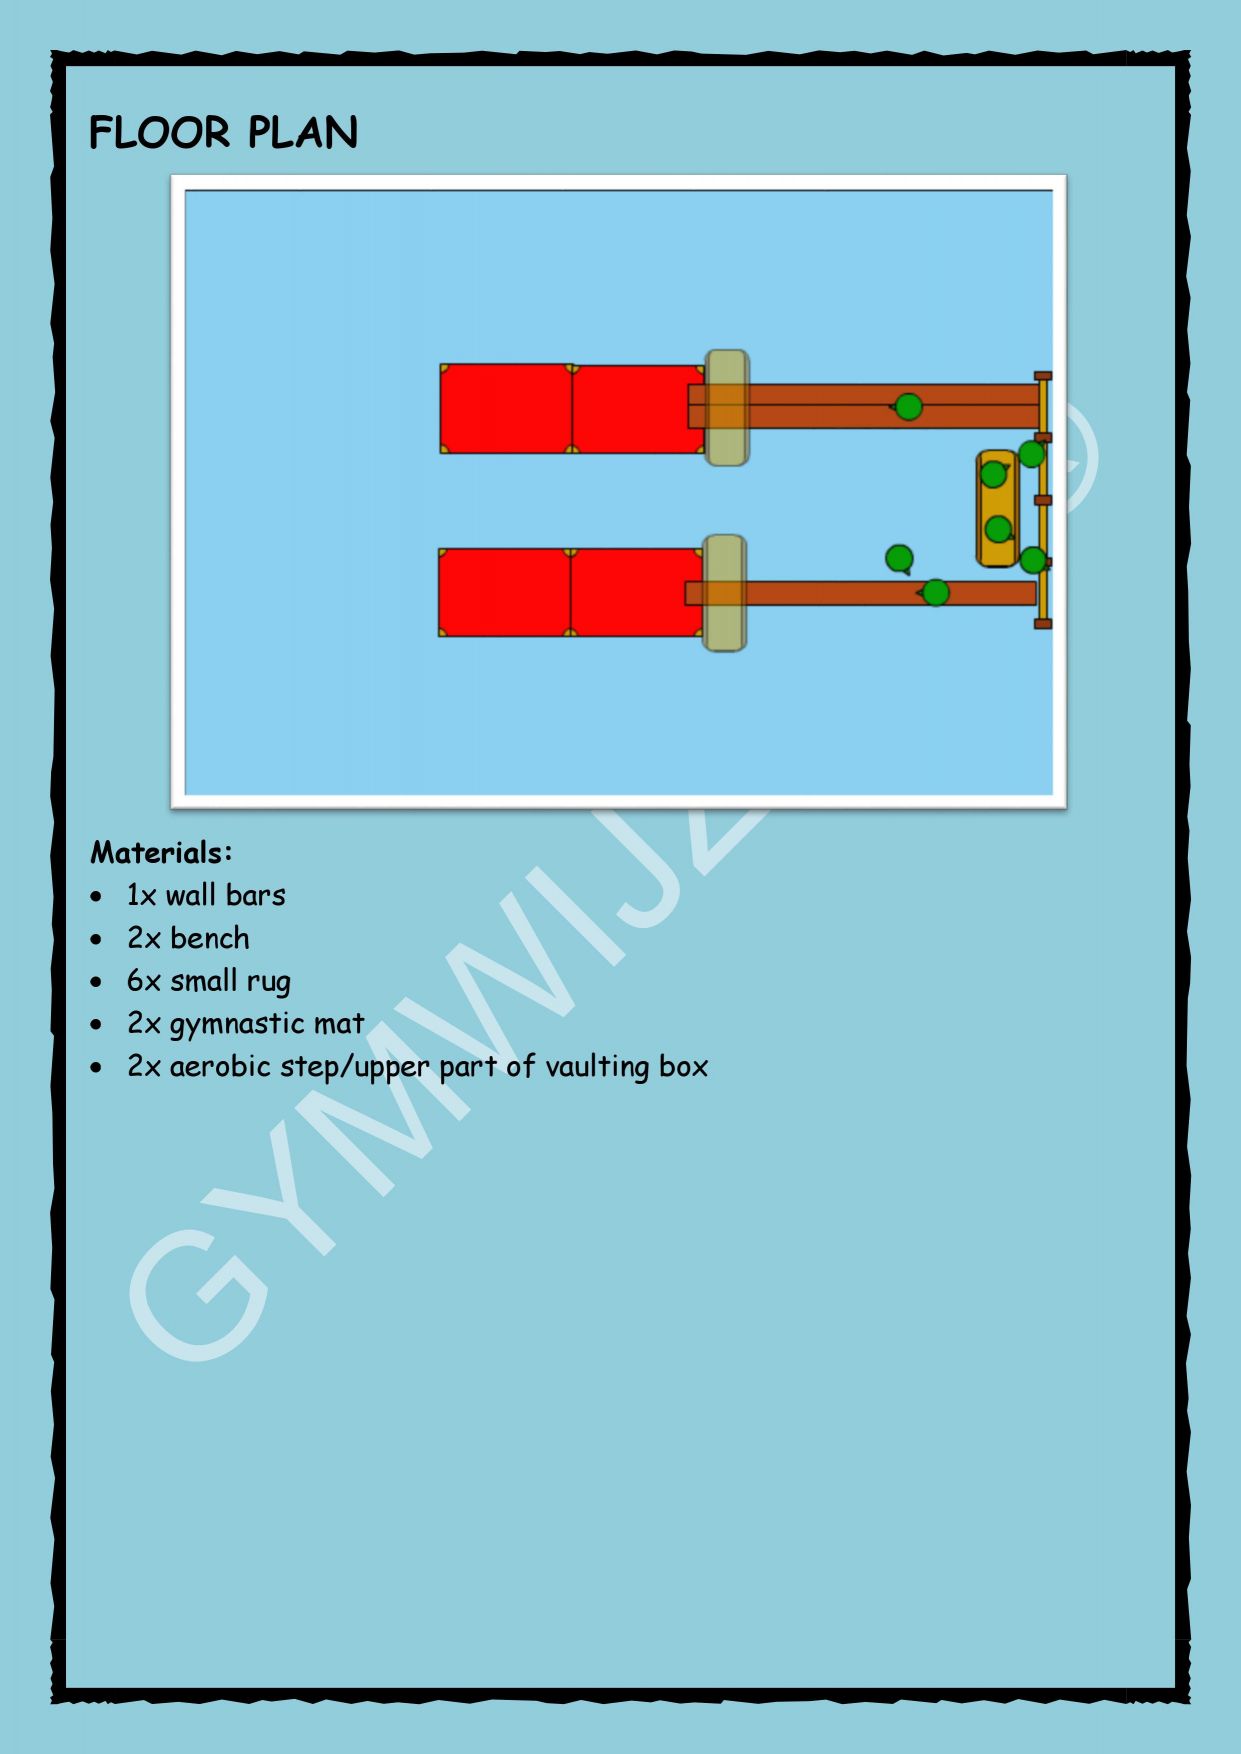 FLOOR PLAN
Materials:
• 1x wall bars
• 2x bench
• 6x small rug
• 2x gymnastic mat
• 2x aerobic step/upper part of vaulting box
GYMWIJZ